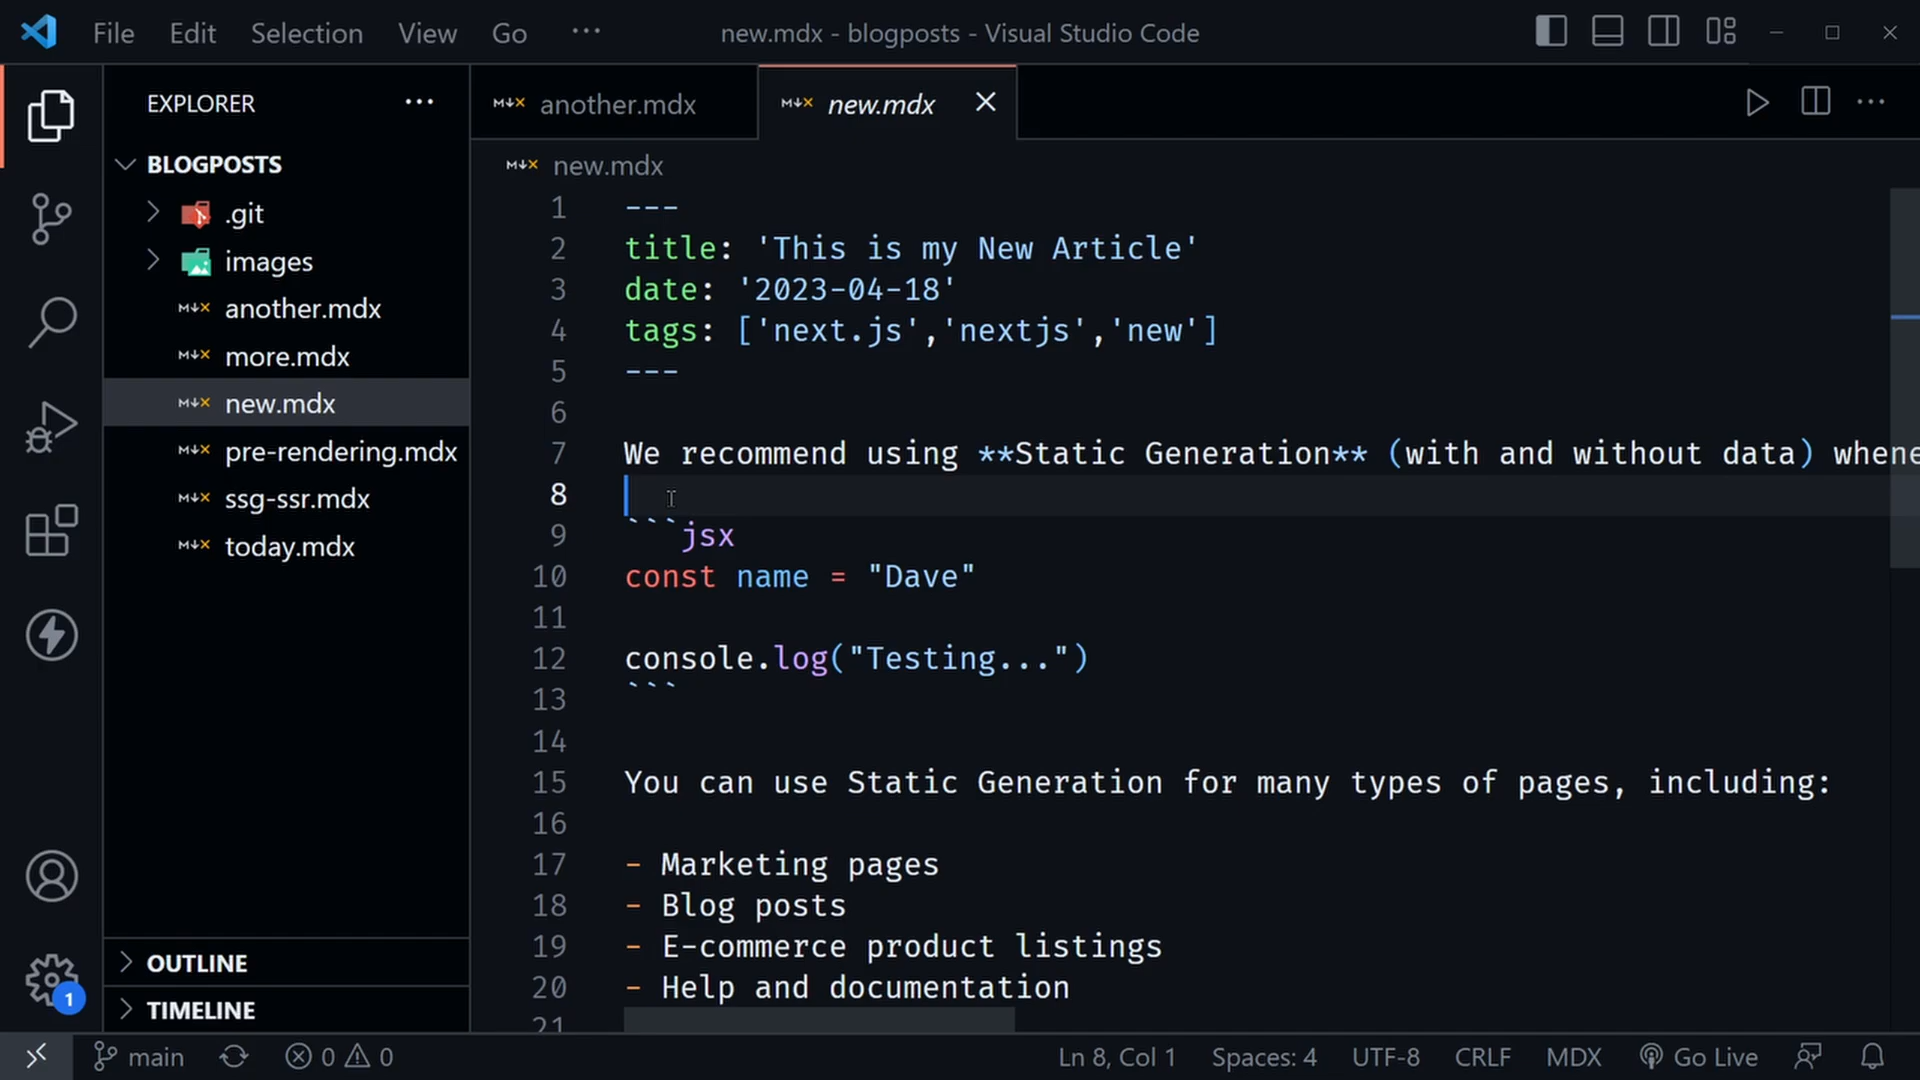 File Edit Selection View Go ···
new.mdx - blogposts - Visual Studio Code
EXPLORER
BLOGPOSTS
.git
images
another.mdx
more.mdx
new.mdx
pre-rendering.mdx
ssg-ssr.mdx
today.mdx
OUTLINE
TIMELINE
1
another.mdx
new.mdx
new.mdx
1 ---
2 title: 'This is my New Article'
3 date: '2023-04-18'
4 tags: ['next.js','nextjs','new']
5 ---
6
7 We recommend using **Static Generation** (with and without data) whene
8
9 ```jsx
10 const name = "Dave"
11
12 console.log("Testing...")
13 ```
14
15 You can use Static Generation for many types of pages, including:
16
17 - Marketing pages
18 - Blog posts
19 - E-commerce product listings
20 - Help and documentation
21
main 0 0 Ln 8, Col 1 Spaces: 4 UTF-8 CRLF MDX Go Live